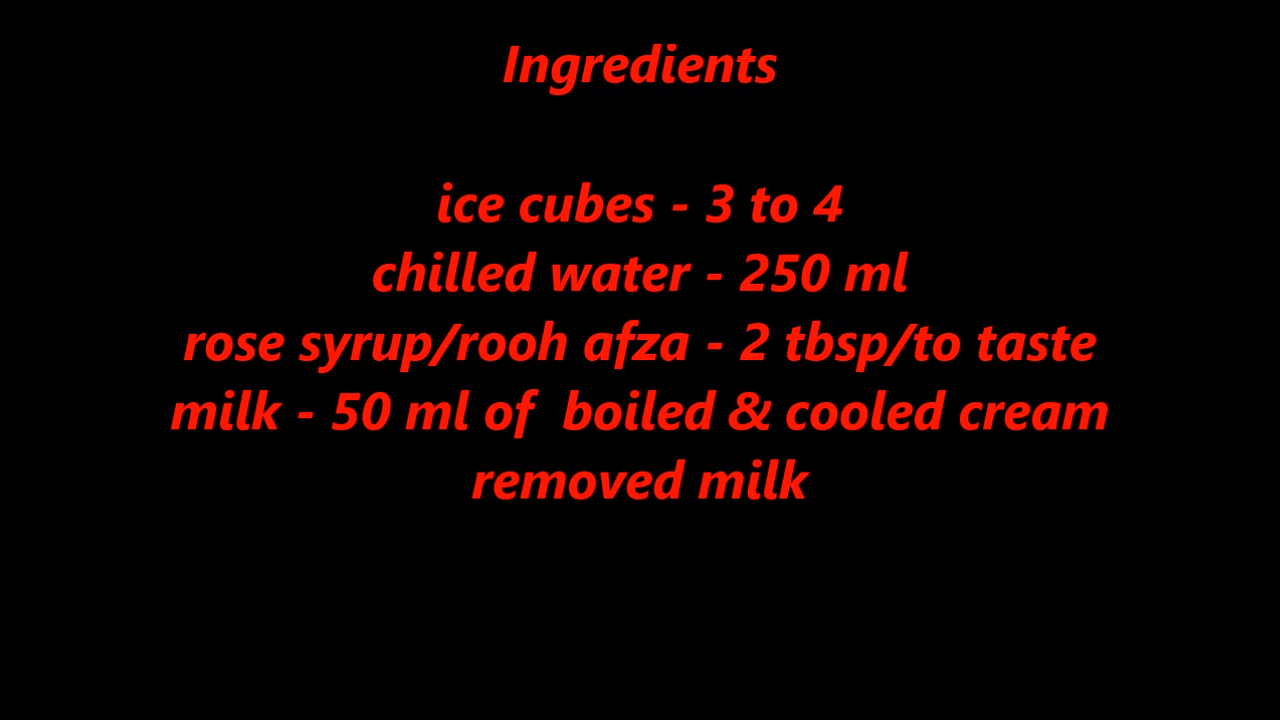 Ingredients
ice cubes - 3 to 4
chilled water - 250 ml
rose syrup/rooh afza - 2 tbsp/to taste
milk - 50 ml of  boiled & cooled cream
removed milk